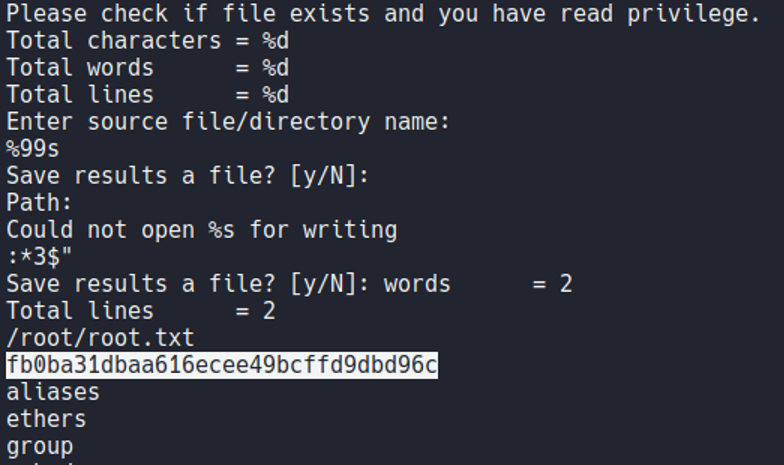 Please check if file exists and you have read privilege.
Total characters = %d
Total words      = %d
Total lines      = %d
Enter source file/directory name:
%99s
Save results a file? [y/N]:
Path:
Could not open %s for writing
:*3$"
Save results a file? [y/N]: words      = 2
Total lines      = 2
/root/root.txt
fb0ba31dbaa616ecee49bcffd9dbd96c
aliases
ethers
group